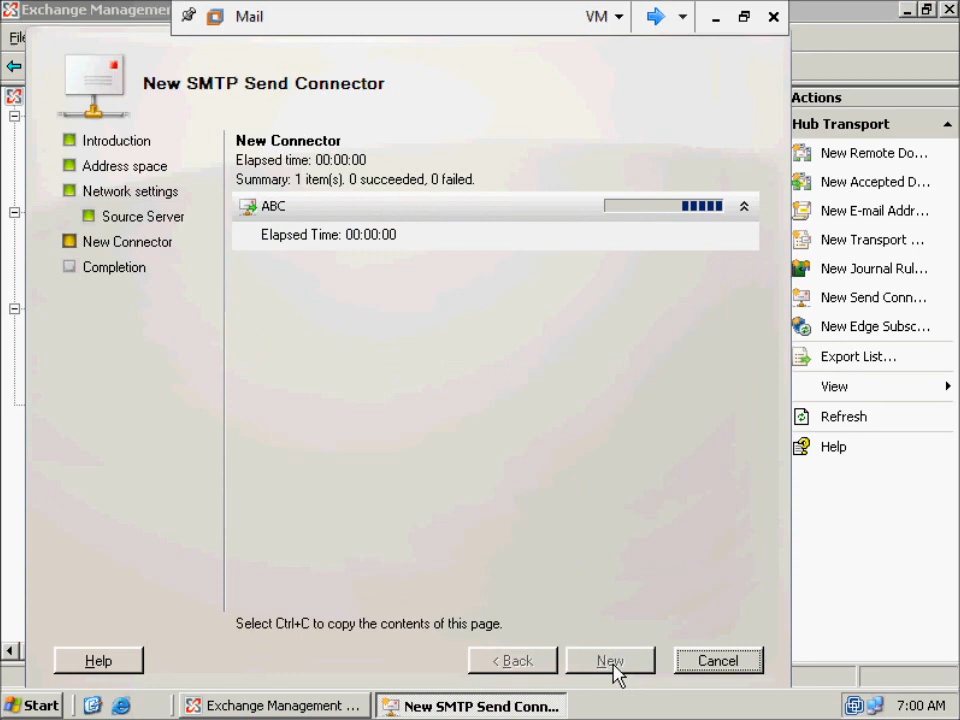 Exchange Managemer
Mail
VM
File
New SMTP Send Connector
Introduction
Address space
Network settings
Source Server
New Connector
Completion
New Connector
Elapsed time: 00:00:00
Summary: 1 item(s). 0 succeeded, 0 failed.
ABC
Elapsed Time: 00:00:00
Select Ctrl+C to copy the contents of this page.
Help
< Back
New
Cancel
Actions
Hub Transport
New Remote Do...
New Accepted D...
New E-mail Addr...
New Transport ...
New Journal Rul...
New Send Conn...
New Edge Subsc...
Export List...
View
Refresh
Help
Start
Exchange Management ...
New SMTP Send Conn...
7:00 AM